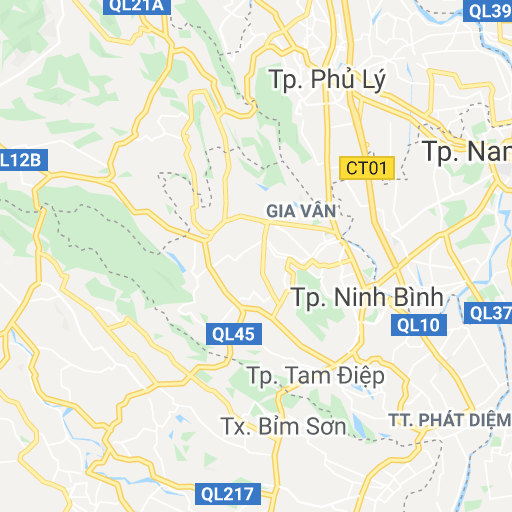 QL21A
QL39
Tp. Phủ Lý
Tp. Nam
L12B
CT01
GIA VÂN
Tp. Ninh Bình
QL10
QL37
QL45
Tp. Tam Điệp
TT. PHÁT DIỆM
Tx. Bỉm Sơn
QL217